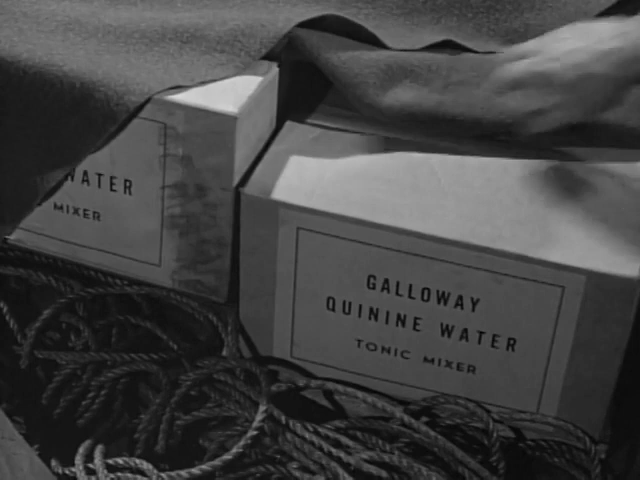 WATER
MIXER
GALLOWAY
QUININE WATER
TONIC MIXER